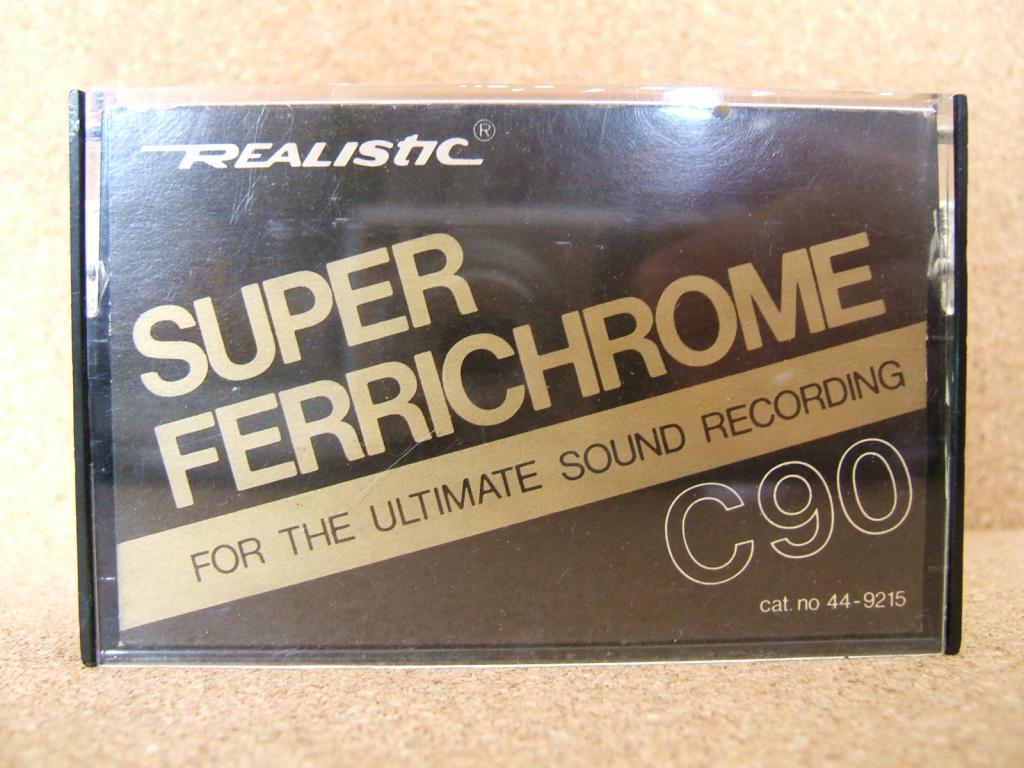 REALISTIC®
SUPER
FERRICHROME
FOR THE ULTIMATE SOUND RECORDING
C90
cat. no 44-9215